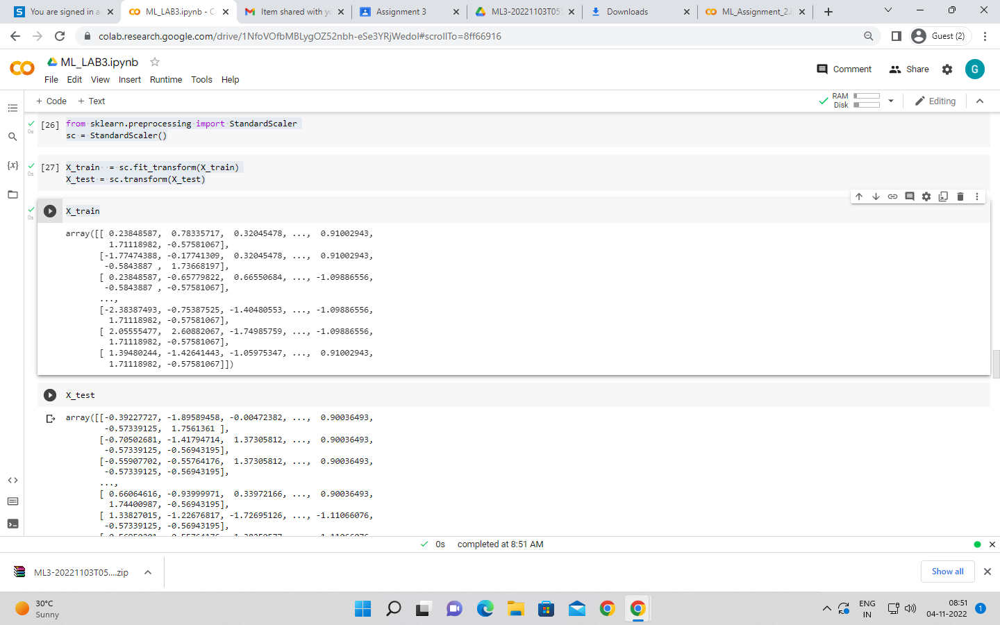 You are signed in a
ML_LAB3.ipynb - C
Item shared with y
Assignment 3
ML3-20221103T05
Downloads
ML_Assignment_2.i
colab.research.google.com/drive/1NfoVOfbMBLygOZ52nbh-eSe3YRjWedoI#scrollTo=8ff66916
Guest (2)
ML_LAB3.ipynb
Comment
Share
G
File Edit View Insert Runtime Tools Help
+ Code + Text
RAM
Disk
Editing
[26] from sklearn.preprocessing import StandardScaler
0s
sc = StandardScaler()
[27] X_train = sc.fit_transform(X_train)
0s
X_test = sc.transform(X_test)
X_train
0s
array([[ 0.23848587, 0.78335717, 0.32045478, ..., 0.91002943,
1.71118982, -0.57581067],
[-1.77474388, -0.17741309, 0.32045478, ..., 0.91002943,
-0.5843887 , 1.73668197],
[ 0.23848587, -0.65779822, 0.66550684, ..., -1.09886556,
-0.5843887 , -0.57581067],
...,
[-2.38387493, -0.75387525, -1.40480553, ..., -1.09886556,
1.71118982, -0.57581067],
[ 2.05555477, 2.60882067, -1.74985759, ..., -1.09886556,
1.71118982, -0.57581067],
[ 1.39480244, -1.42641443, -1.05975347, ..., 0.91002943,
1.71118982, -0.57581067]])
X_test
array([[-0.39227727, -1.89589458, -0.00472382, ..., 0.90036493,
-0.57339125, 1.7561361 ],
[-0.70502681, -1.41794714, 1.37305812, ..., 0.90036493,
-0.57339125, -0.56943195],
[-0.55907702, -0.55764176, 1.37305812, ..., 0.90036493,
-0.57339125, -0.56943195],
...,
[ 0.66064616, -0.93999971, 0.33972166, ..., 0.90036493,
1.74400987, -0.56943195],
[ 1.33827015, -1.22676817, -1.72695126, ..., -1.11066076,
-0.57339125, -0.56943195],
0s completed at 8:51 AM
ML3-20221103T05....zip
Show all
30°C
Sunny
ENG
IN
08:51
04-11-2022
1